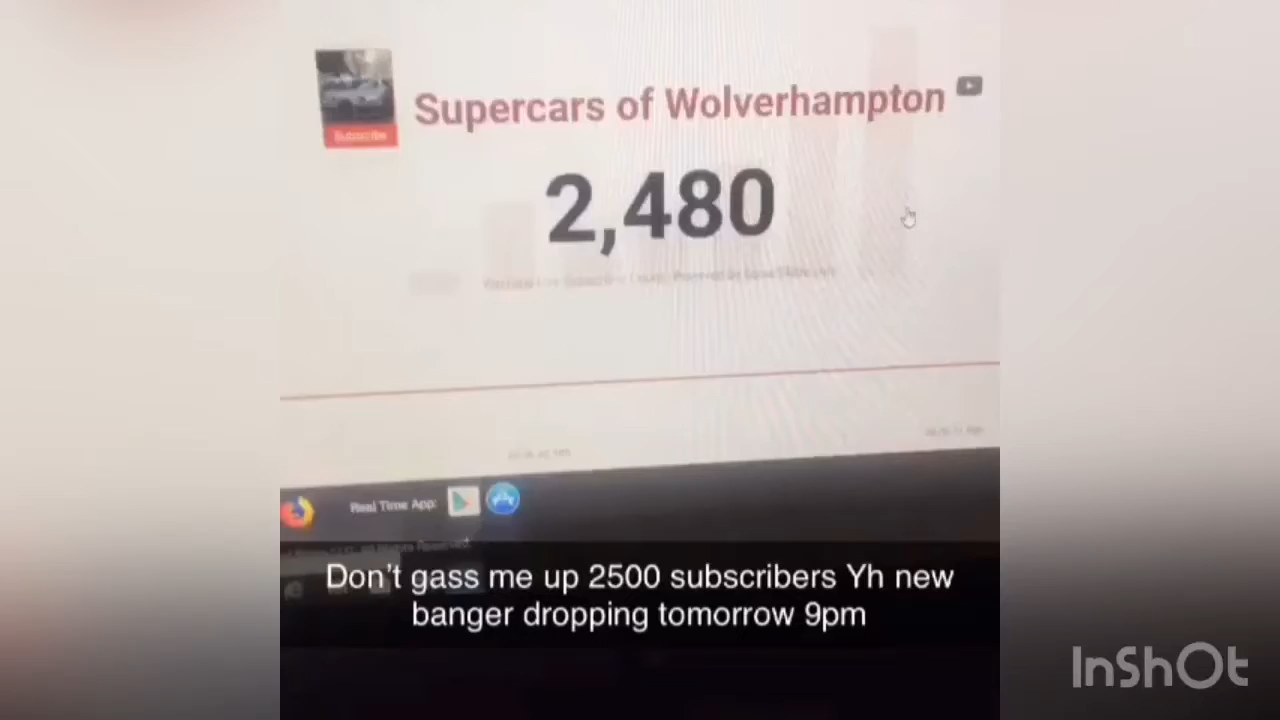 Supercars of Wolverhampton
Subscribe
2,480
Real Time App:
Don't gass me up 2500 subscribers Yh new
banger dropping tomorrow 9pm
InShOt